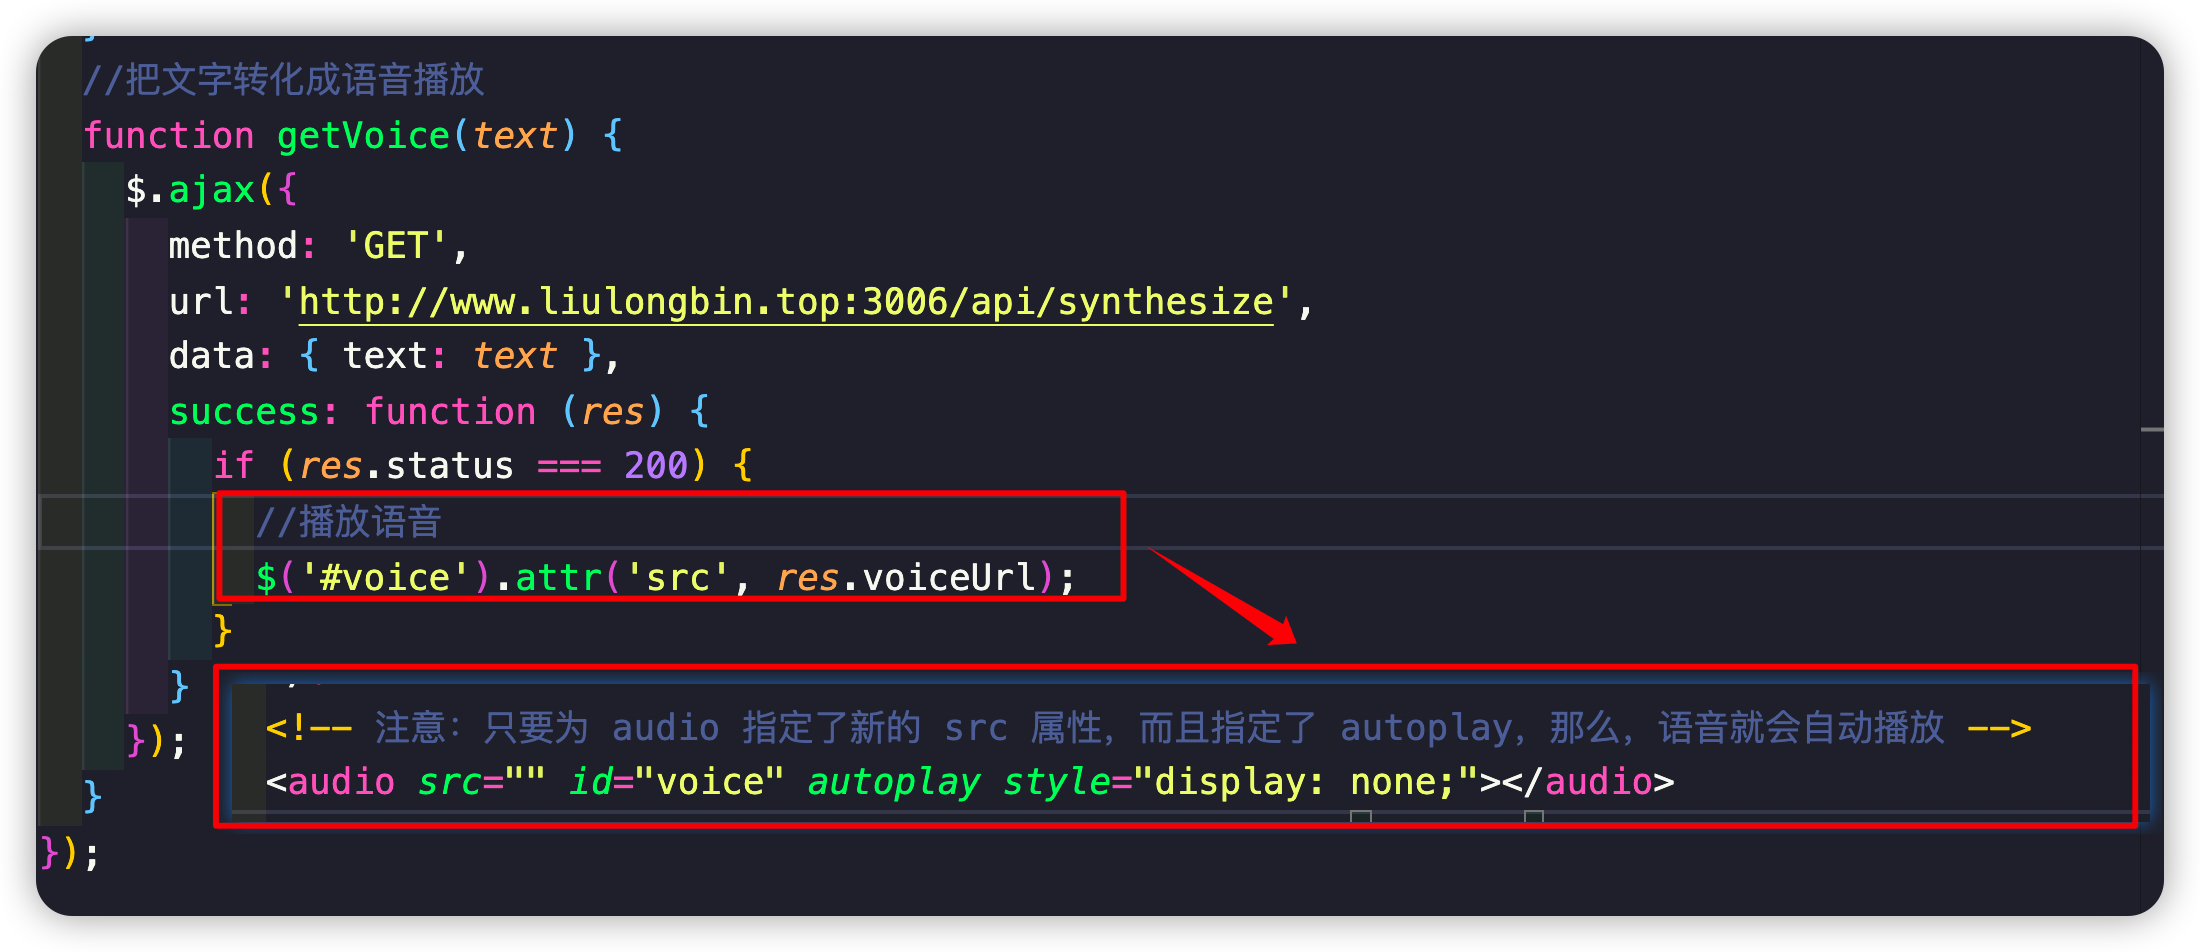 }
//把文字转化成语音播放
function getVoice(text) {
$.ajax({
method: 'GET',
url: 'http://www.liulongbin.top:3006/api/synthesize',
data: { text: text },
success: function (res) {
if (res.status === 200) {
//播放语音
$('#voice').attr('src', res.voiceUrl);
}
}
});
}
});
<!-- 注意：只要为 audio 指定了新的 src 属性，而且指定了 autoplay，那么，语音就会自动播放 -->
<audio src="" id="voice" autoplay style="display: none;"></audio>